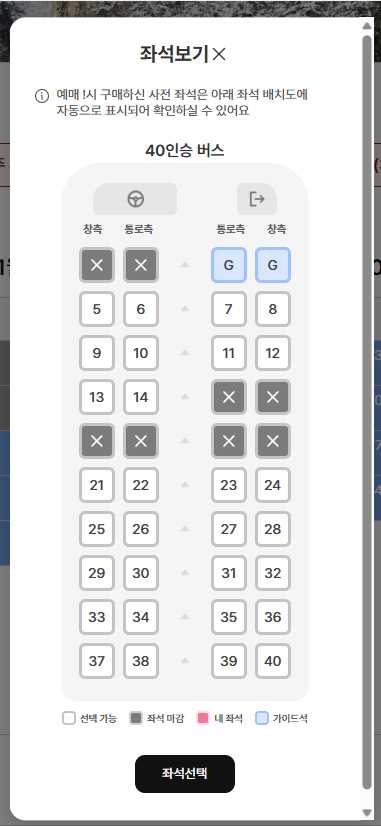 좌석보기
예매 !시 구매하신 사전 좌석은 아래 좌석 배치도에
자동으로 표시되어 확인하실 수 있어요
40인승 버스
창측 통로측 통로측 창측
G G
5 6 7 8
9 10 11 12
13 14
21 22 23 24
25 26 27 28
29 30 31 32
33 34 35 36
37 38 39 40
선택 가능 좌석 마감 내 좌석 가이드석
좌석선택